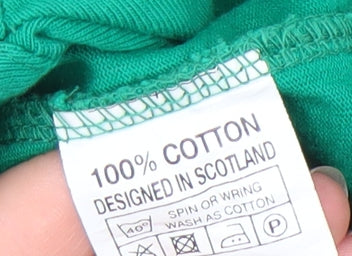 100% COTTON
DESIGNED IN SCOTLAND
40° SPIN OR WRING
WASH AS COTTON
P